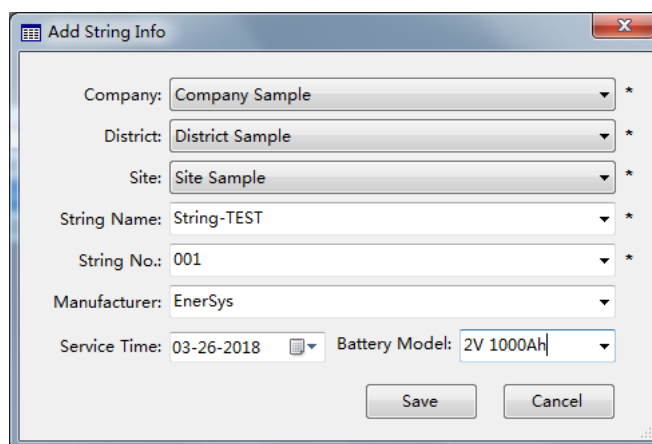 Add String Info
Company: Company Sample *
District: District Sample *
Site: Site Sample *
String Name: String-TEST *
String No.: 001 *
Manufacturer: EnerSys
Service Time: 03-26-2018 Battery Model: 2V 1000Ah
Save Cancel